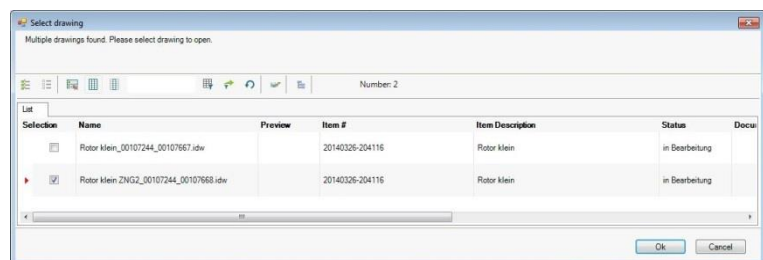 Select drawing
Multiple drawings found. Please select drawing to open.
Number: 2
List
Selection Name Preview Item # Item Description Status Docu
Rotor klein_00107244_00107667.idw 20140326-204116 Rotor klein in Bearbeitung
Rotor klein ZNG2_00107244_00107668.idw 20140326-204116 Rotor klein in Bearbeitung
Ok Cancel